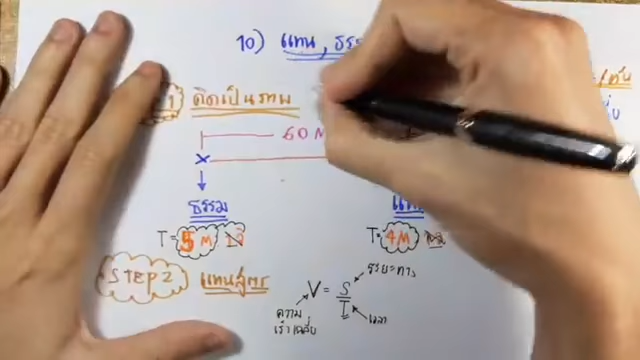 10) แทน, ธรร
1 คิดเป็นภาพ
60 M
x
ธรรม แท
T = 5 M T = 4 M
STEP 2 แทนสูตร
ระยะทาง
V = S
T
ความ เวลา
เร็วเฉลี่ย